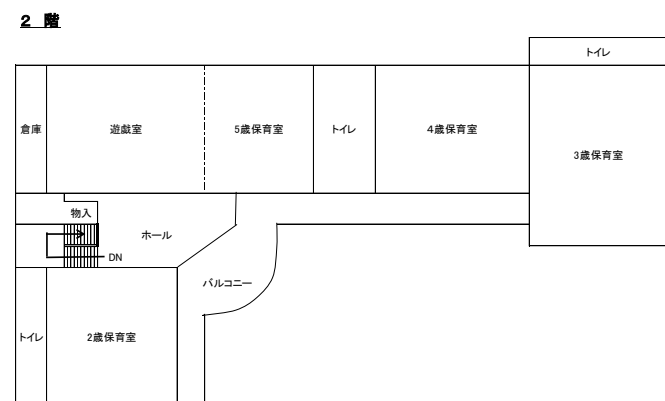 2 階
トイレ
倉庫
遊戯室
5歳保育室
トイレ
4歳保育室
3歳保育室
物入
ホール
DN
バルコニー
トイレ
2歳保育室